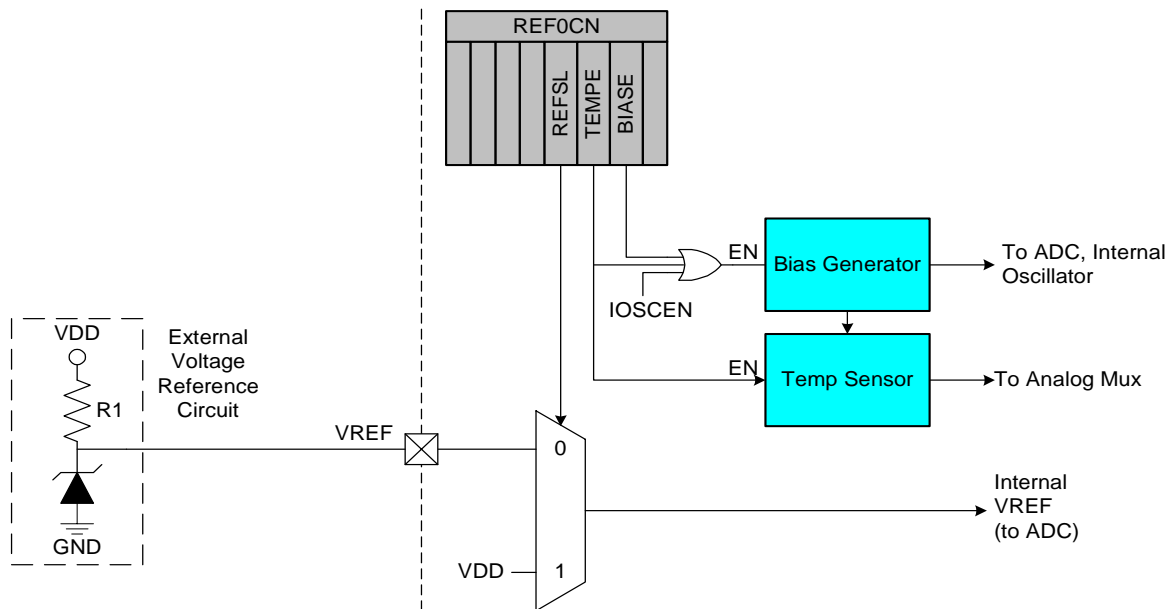 REF0CN
REFSL
TEMPE
BIASE
EN
Bias Generator
To ADC, Internal
Oscillator
IOSCEN
EN
Temp Sensor
To Analog Mux
VDD
R1
GND
External
Voltage
Reference
Circuit
VREF
0
1
VDD
Internal
VREF
(to ADC)